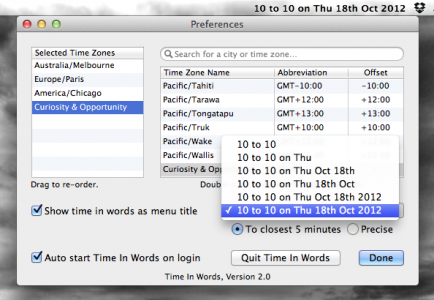 10 to 10 on Thu 18th Oct 2012
Preferences
Selected Time Zones
Australia/Melbourne
Europe/Paris
America/Chicago
Curiosity & Opportunity
Drag to re-order.
Search for a city or time zone...
Time Zone Name Abbreviation Offset
Pacific/Tahiti GMT-10:00 -10:00
Pacific/Tarawa GMT+12:00 +12:00
Pacific/Tongatapu GMT+13:00 +13:00
Pacific/Truk GMT+10:00 +10:00
Pacific/Wake
Pacific/Wallis
Curiosity & Oppo
Doub
10 to 10
10 to 10 on Thu
10 to 10 on Thu Oct 18th
10 to 10 on Thu 18th Oct
10 to 10 on Thu Oct 18th 2012
✓ 10 to 10 on Thu 18th Oct 2012
Show time in words as menu title
To closest 5 minutes Precise
Auto start Time In Words on login
Quit Time In Words
Done
Time In Words, Version 2.0